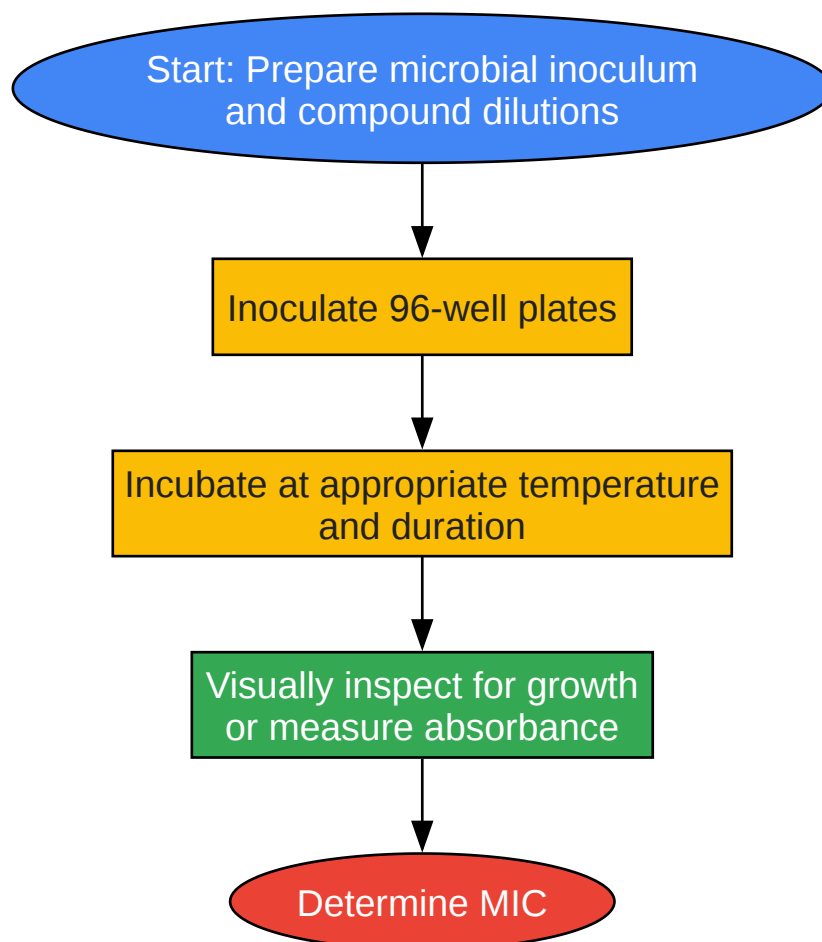 Start: Prepare microbial inoculum
and compound dilutions
Inoculate 96-well plates
Incubate at appropriate temperature
and duration
Visually inspect for growth
or measure absorbance
Determine MIC